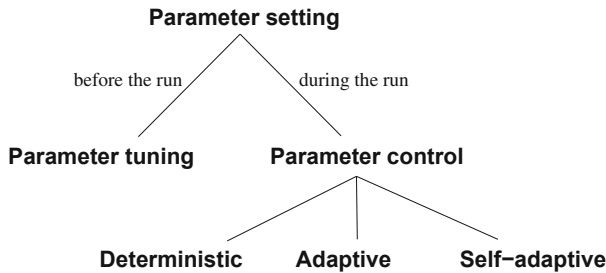 Parameter setting
before the run
during the run
Parameter tuning
Parameter control
Deterministic
Adaptive
Self−adaptive